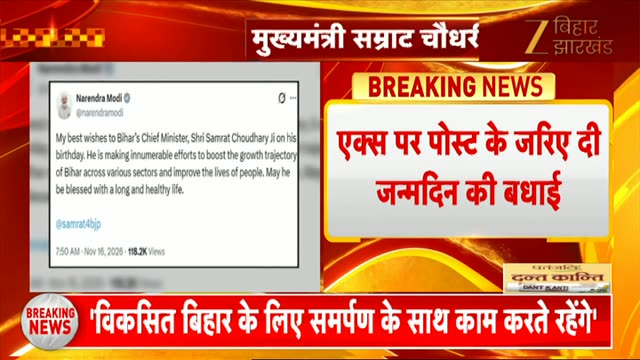 मुख्यमंत्री सम्राट चौधर्र
Z बिहार
झारखंड
Narendra Modi
@narendramodi
My best wishes to Bihar's Chief Minister, Shri Samrat Choudhary Ji on his
birthday. He is making innumerable efforts to boost the growth trajectory
of Bihar across various sectors and improve the lives of people. May he
be blessed with a long and healthy life.
@samrat4bjp
7:50 AM · Nov 16, 2026 · 118.2K Views
BREAKING NEWS
एक्स पर पोस्ट के जरिए दी
जन्मदिन की बधाई
पतंजलि
दन्त कान्ति
DANT KANTI
BREAKING
NEWS
'विकसित बिहार के लिए समर्पण के साथ काम करते रहेंगे'